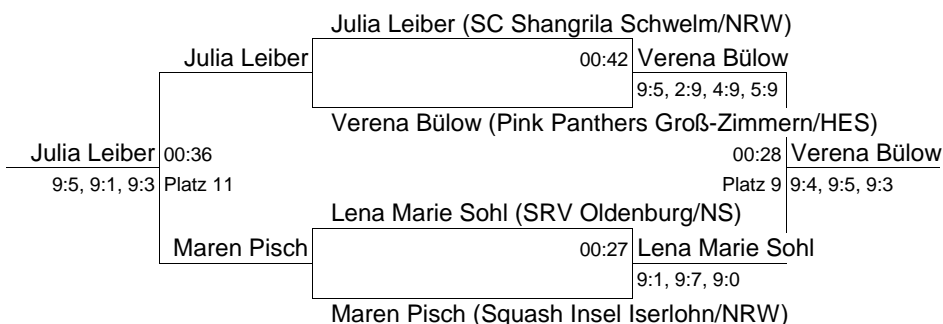 Julia Leiber (SC Shangrila Schwelm/NRW)
Julia Leiber 00:42 Verena Bülow
9:5, 2:9, 4:9, 5:9
Verena Bülow (Pink Panthers Groß-Zimmern/HES)
Julia Leiber 00:36 00:28 Verena Bülow
9:5, 9:1, 9:3 Platz 11 Platz 9 9:4, 9:5, 9:3
Lena Marie Sohl (SRV Oldenburg/NS)
Maren Pisch 00:27 Lena Marie Sohl
9:1, 9:7, 9:0
Maren Pisch (Squash Insel Iserlohn/NRW)